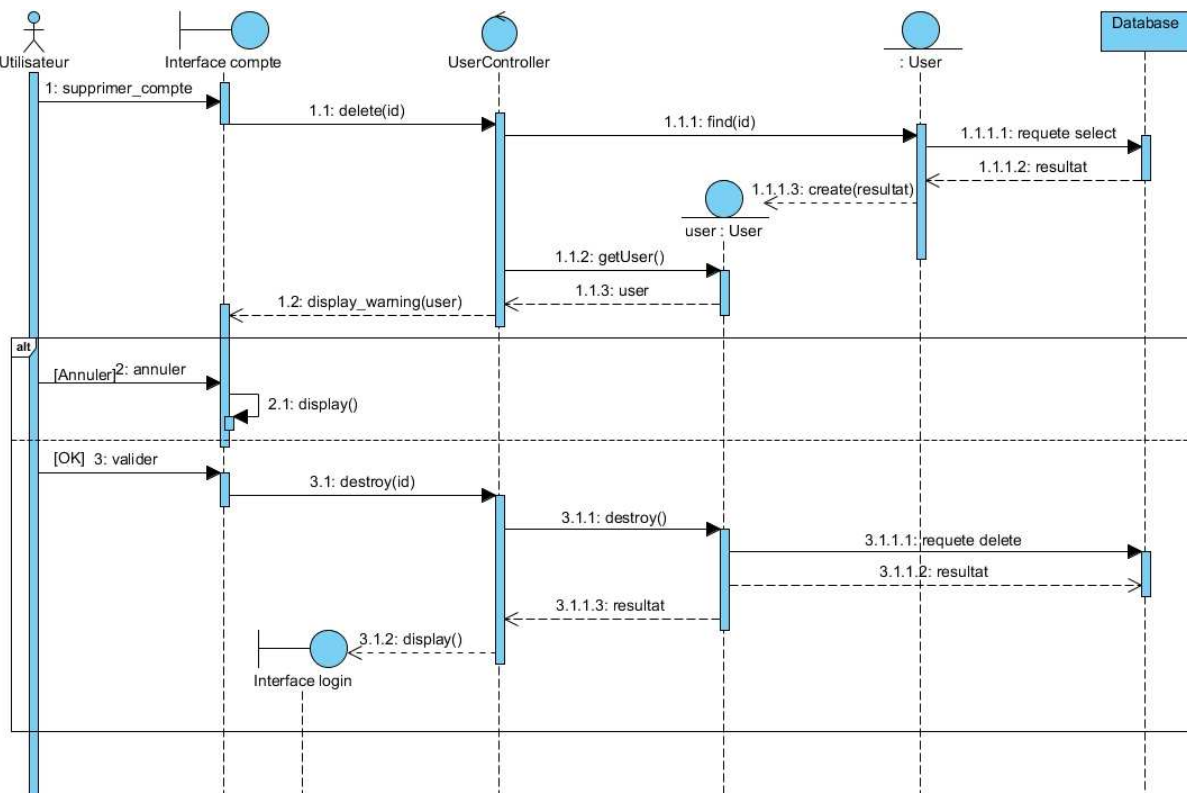 Database
Utilisateur
Interface compte
UserController
: User
1: supprimer_compte
1.1: delete(id)
1.1.1: find(id)
1.1.1.1: requete select
1.1.1.2: resultat
1.1.1.3: create(resultat)
user : User
1.1.2: getUser()
1.1.3: user
1.2: display_warning(user)
alt
[Annuler]
2: annuler
2.1: display()
[OK]
3: valider
3.1: destroy(id)
3.1.1: destroy()
3.1.1.1: requete delete
3.1.1.2: resultat
3.1.1.3: resultat
3.1.2: display()
Interface login